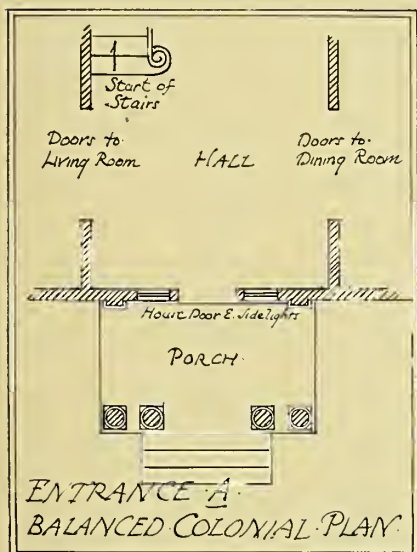 Start of
Stairs
Doors to
Living Room
HALL
Doors to
Dining Room
House Door & Sidelights
PORCH
ENTRANCE A
BALANCED COLONIAL PLAN